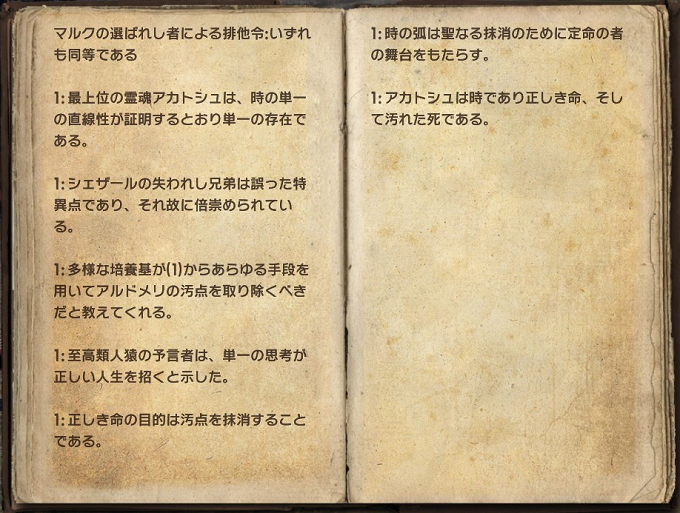 マルクの選ばれし者による排他令:いずれ
も同等である
1: 最上位の霊魂アカトシュは、時の単一
の直線性が証明するとおり単一の存在で
ある。
1: シェザールの失われし兄弟は誤った特
異点であり、それ故に倍崇められてい
る。
1: 多様な培養基が(1)からあらゆる手段を
用いてアルドメリの汚点を取り除くべき
だと教えてくれる。
1: 至高類人猿の予言者は、単一の思考が
正しい人生を招くと示した。
1: 正しき命の目的は汚点を抹消すること
である。
1: 時の弧は聖なる抹消のために定命の者
の舞台をもたらす。
1: アカトシュは時であり正しき命、そし
て汚れた死である。